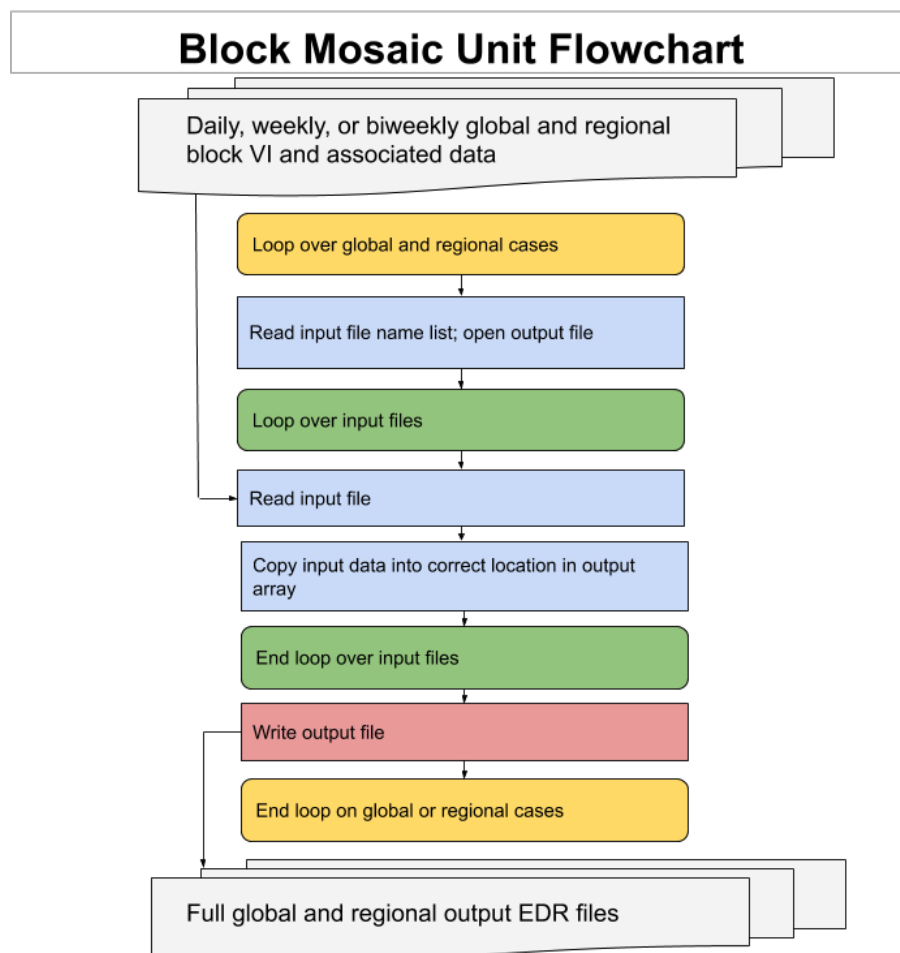 Block Mosaic Unit Flowchart
Daily, weekly, or biweekly global and regional
block VI and associated data
Loop over global and regional cases
Read input file name list; open output file
Loop over input files
Read input file
Copy input data into correct location in output
array
End loop over input files
Write output file
End loop on global or regional cases
Full global and regional output EDR files